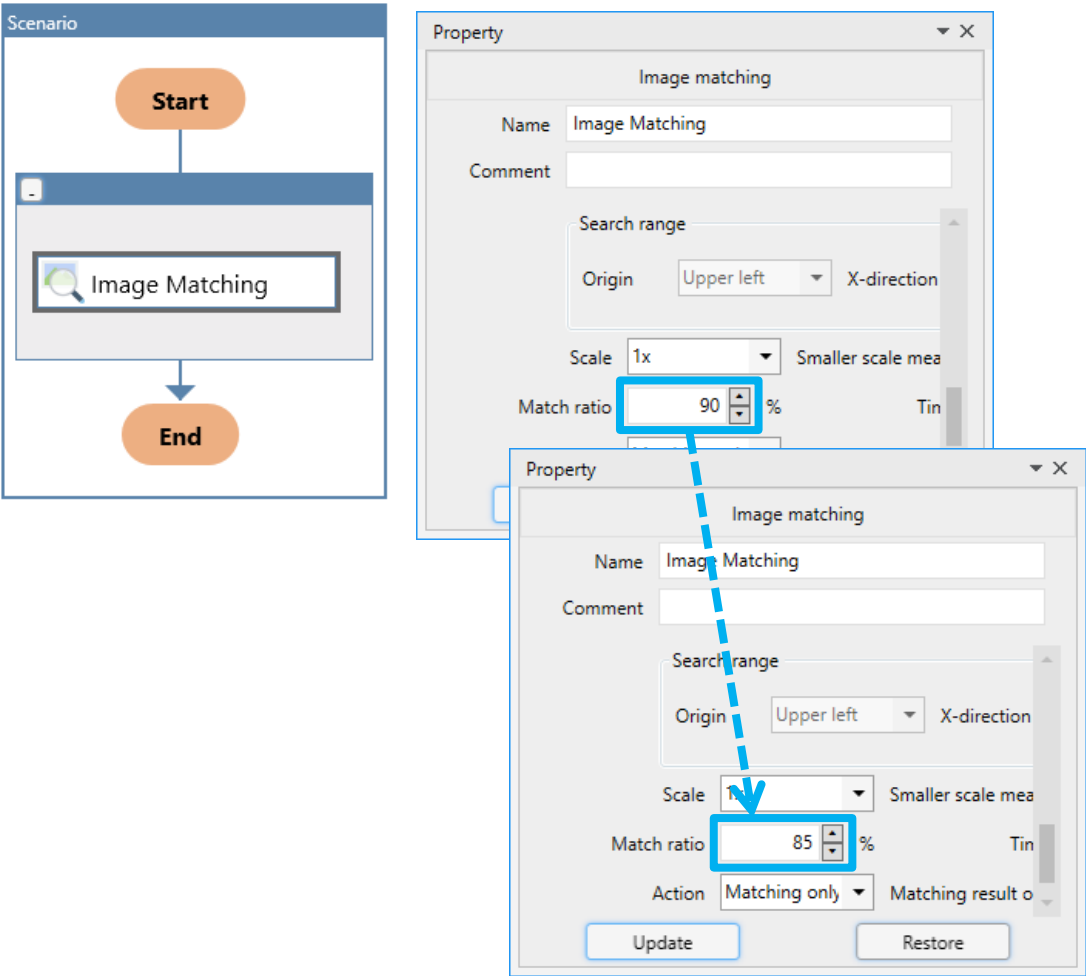 Scenario
Start
-
Image Matching
End
Property
Image matching
Name Image Matching
Comment
Search range
Origin Upper left X-direction
Scale 1x Smaller scale mea
Match ratio 90 % Tin
Property
Image matching
Name Image Matching
Comment
Search range
Origin Upper left X-direction
Scale 1x Smaller scale mea
Match ratio 85 % Tin
Action Matching only Matching result o
Update Restore